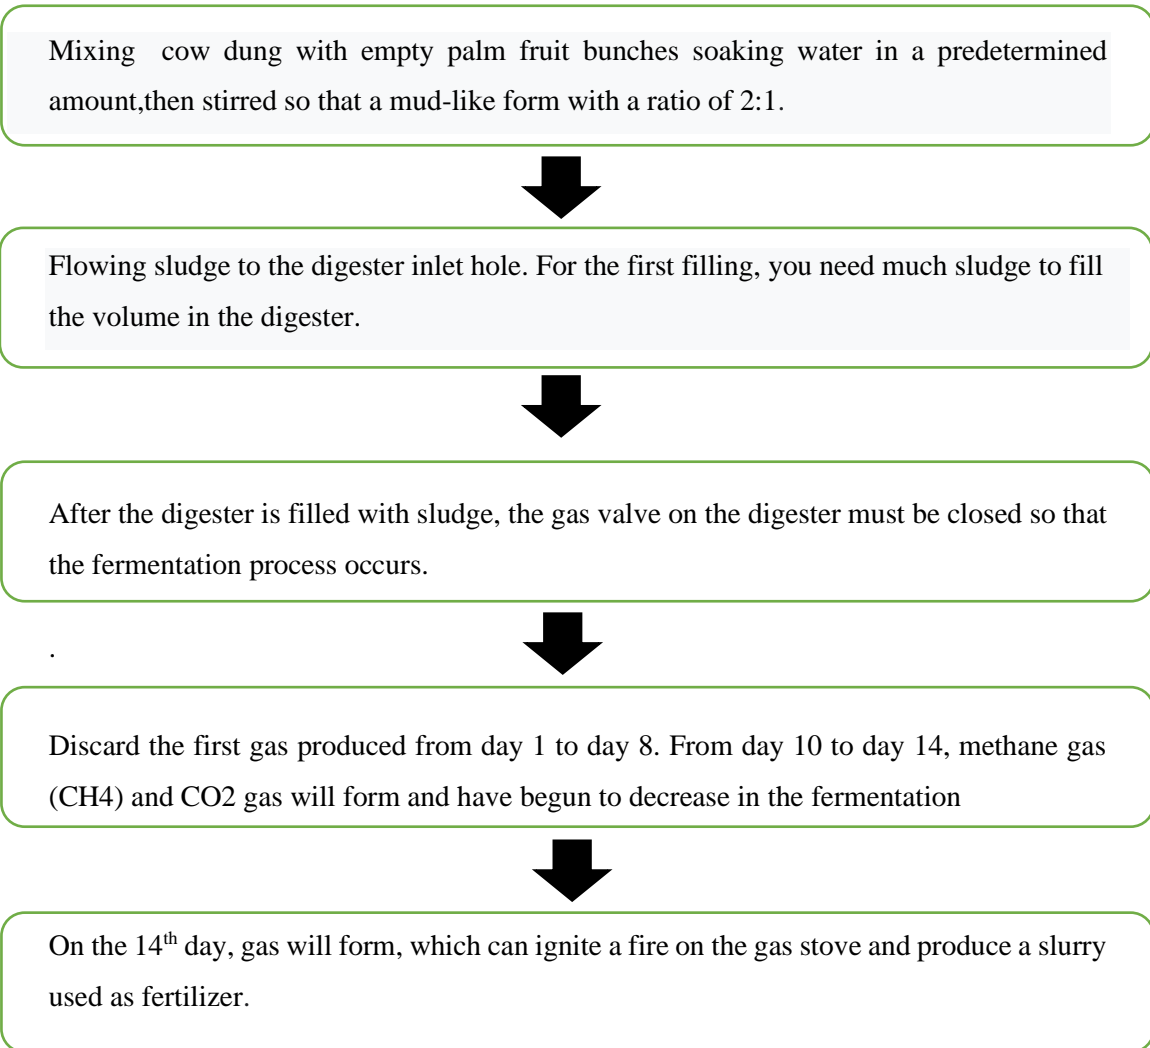 Mixing cow dung with empty palm fruit bunches soaking water in a predetermined
amount,then stirred so that a mud-like form with a ratio of 2:1.
Flowing sludge to the digester inlet hole. For the first filling, you need much sludge to fill
the volume in the digester.
After the digester is filled with sludge, the gas valve on the digester must be closed so that
the fermentation process occurs.
.
Discard the first gas produced from day 1 to day 8. From day 10 to day 14, methane gas
(CH4) and CO2 gas will form and have begun to decrease in the fermentation
On the 14th day, gas will form, which can ignite a fire on the gas stove and produce a slurry
used as fertilizer.